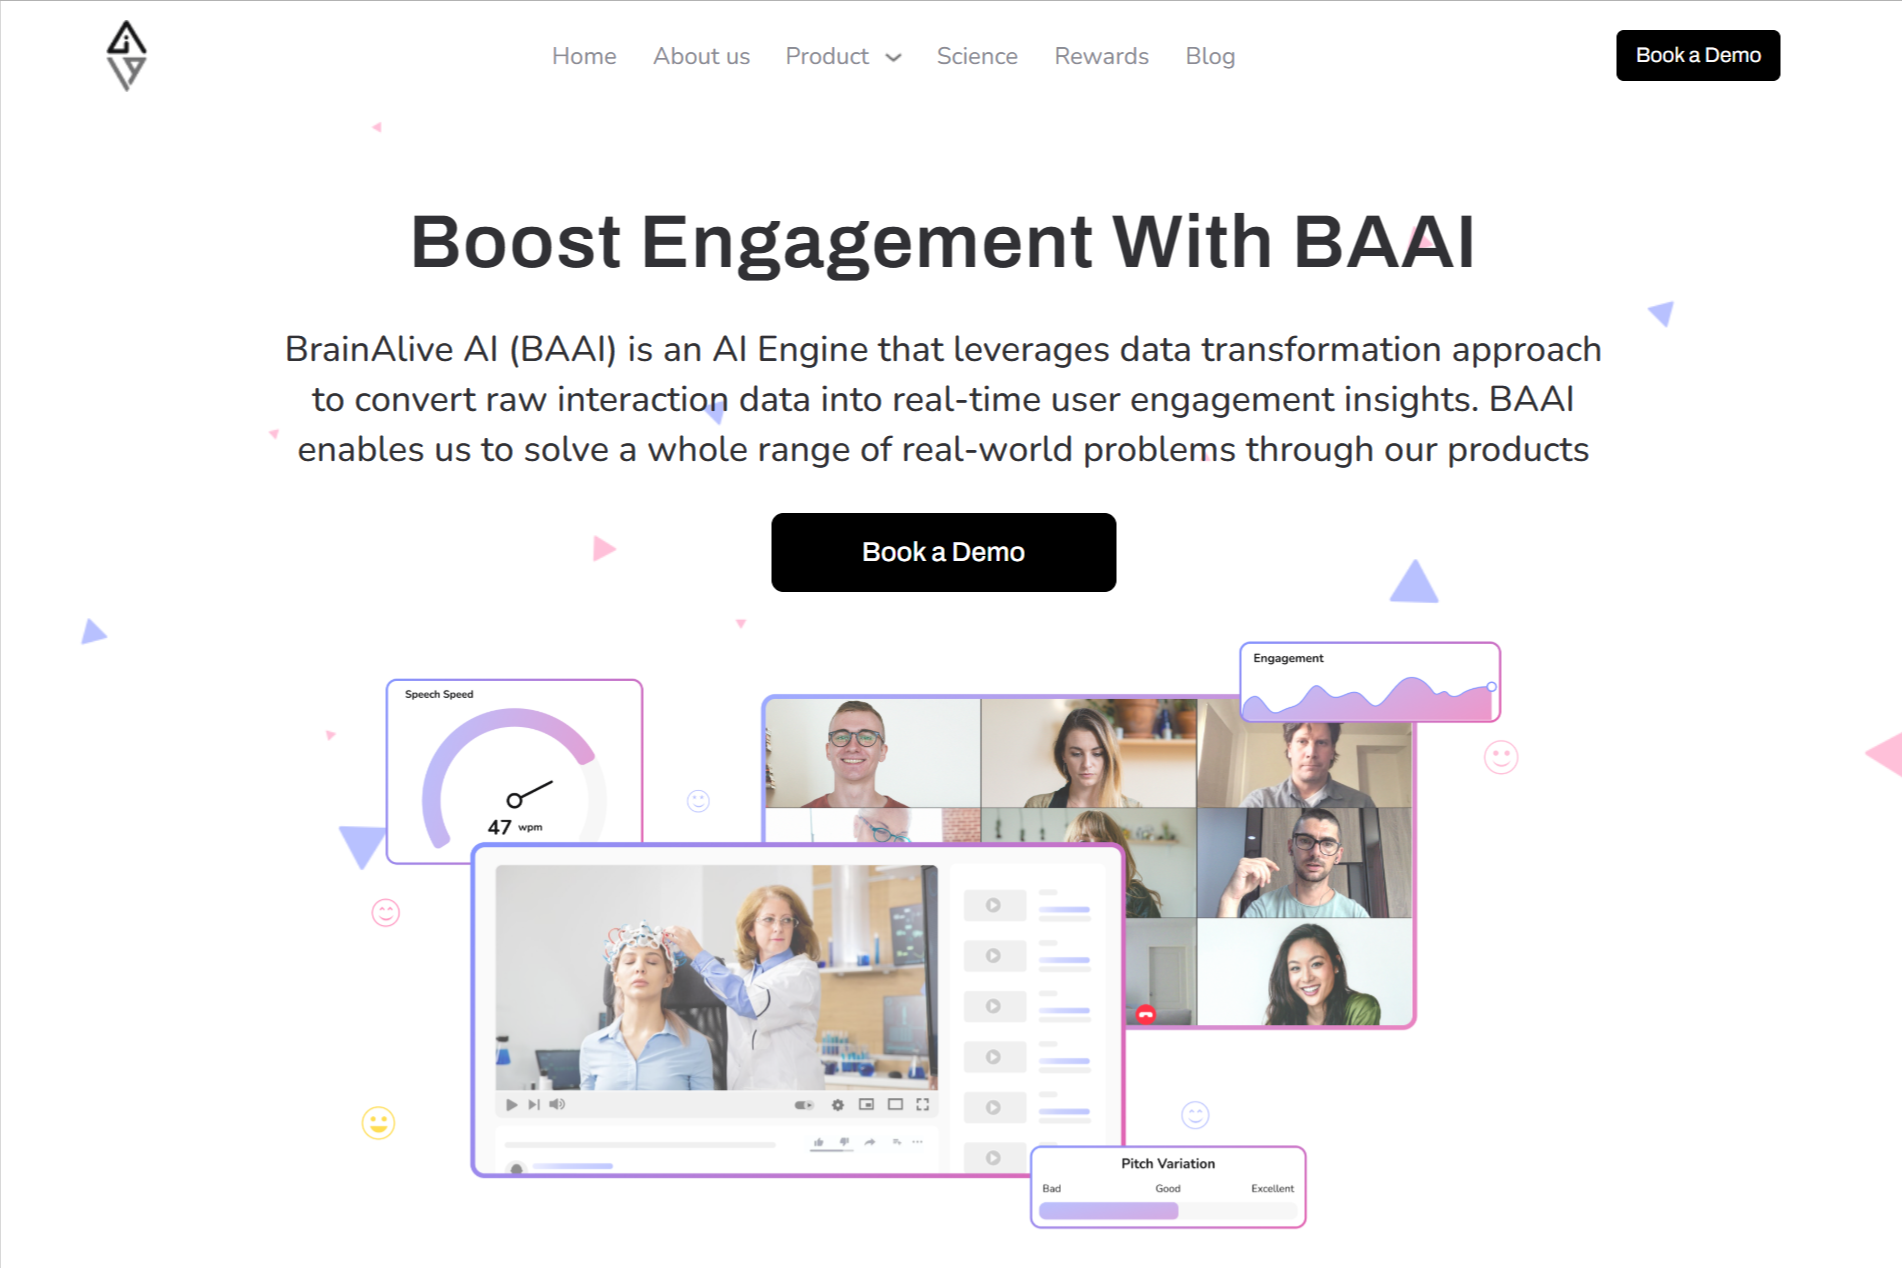 Home About us Product Science Rewards Blog
Book a Demo
Boost Engagement With BAAI
BrainAlive AI (BAAI) is an AI Engine that leverages data transformation approach
to convert raw interaction data into real-time user engagement insights. BAAI
enables us to solve a whole range of real-world problems through our products
Book a Demo
Engagement
Speech Speed
47 wpm
Pitch Variation
Bad Good Excellent